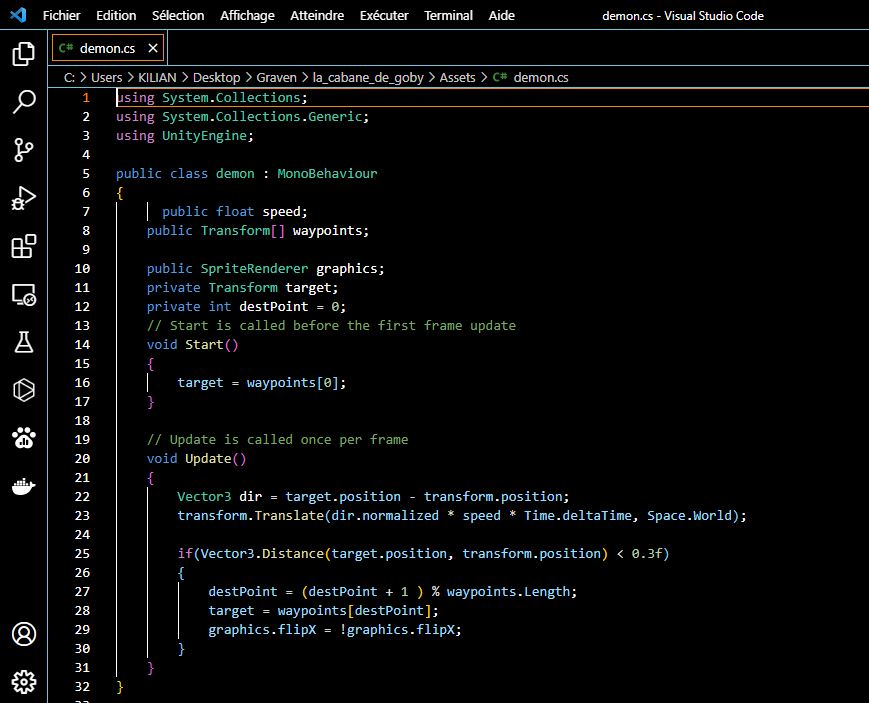 Fichier Edition Sélection Affichage Atteindre Exécuter Terminal Aide demon.cs - Visual Studio Code
C# demon.cs ×
C: > Users > KILIAN > Desktop > Graven > la_cabane_de_goby > Assets > C# demon.cs
1 using System.Collections;
2 using System.Collections.Generic;
3 using UnityEngine;
4
5 public class demon : MonoBehaviour
6 {
7 public float speed;
8 public Transform[] waypoints;
9
10 public SpriteRenderer graphics;
11 private Transform target;
12 private int destPoint = 0;
13 // Start is called before the first frame update
14 void Start()
15 {
16 target = waypoints[0];
17 }
18
19 // Update is called once per frame
20 void Update()
21 {
22 Vector3 dir = target.position - transform.position;
23 transform.Translate(dir.normalized * speed * Time.deltaTime, Space.World);
24
25 if(Vector3.Distance(target.position, transform.position) < 0.3f)
26 {
27 destPoint = (destPoint + 1 ) % waypoints.Length;
28 target = waypoints[destPoint];
29 graphics.flipX = !graphics.flipX;
30 }
31 }
32 }